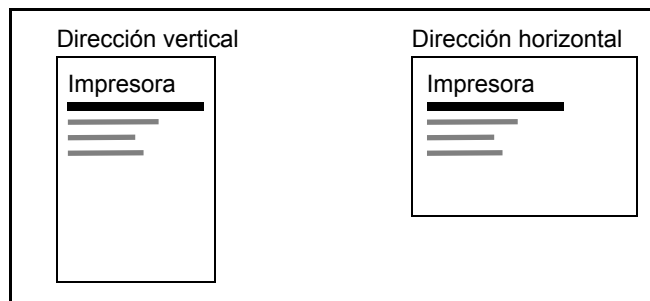 Dirección vertical
Impresora
Dirección horizontal
Impresora